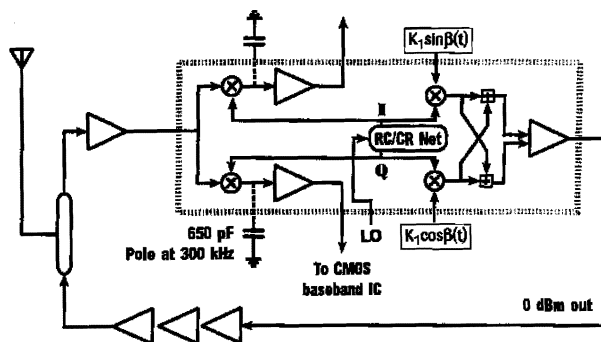 K₁sinβ(t)
I
RC/CR Net
Q
LO
K₁cosβ(t)
650 pF
Pole at 300 kHz
To CMOS
baseband IC
0 dBm out